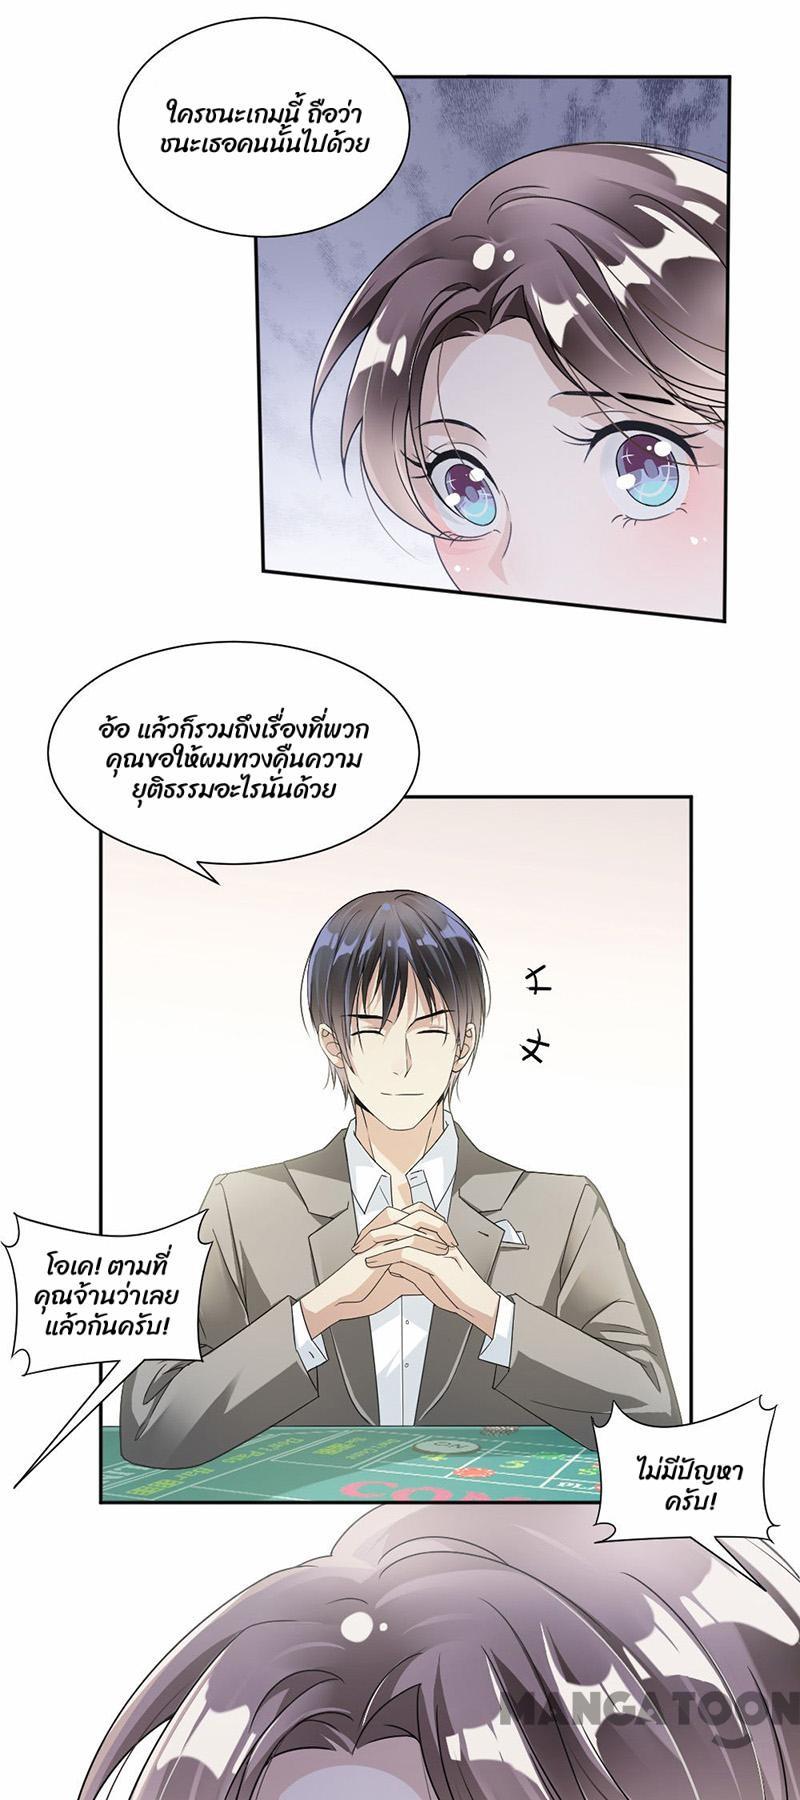 ใครชนะเกมนี้ ถือว่า
ชนะเธอคนนั้นไปด้วย
อ้อ แล้วก็รวมถึงเรื่องที่พวก
คุณขอให้ผมทวงคืนความ
ยุติธรรมอะไรนั่นด้วย
โอเค! ตามที่
คุณจ้านว่าเลย
แล้วกันครับ!
ไม่มีปัญหา
ครับ!
MANGATOON